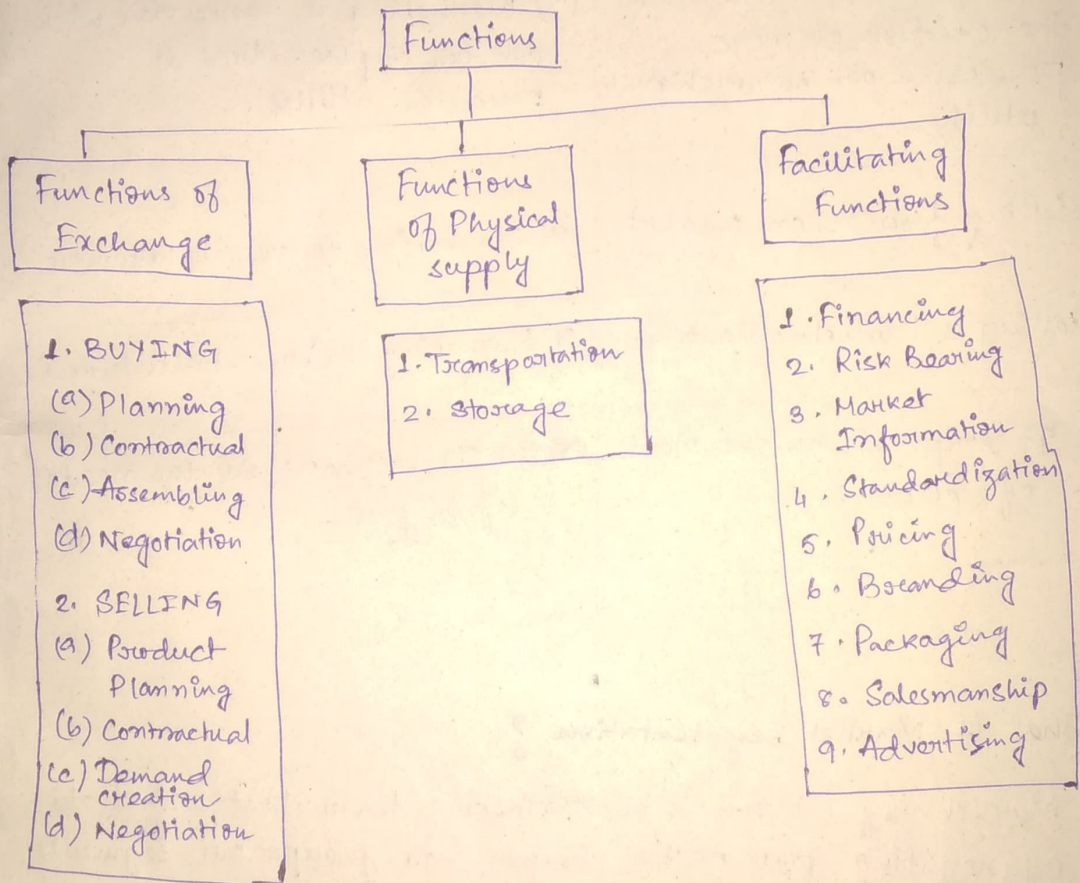 Functions
Functions of
Exchange
Functions
of Physical
supply
Facilitating
Functions
1. BUYING
(a) Planning
(b) Contractual
(c) Assembling
(d) Negotiation
2. SELLING
(a) Product
Planning
(b) Contractual
(c) Demand
creation
(d) Negotiation
1. Transportation
2. Storage
1. Financing
2. Risk Bearing
3. Market
Information
4. Standardization
5. Pricing
6. Branding
7. Packaging
8. Salesmanship
9. Advertising